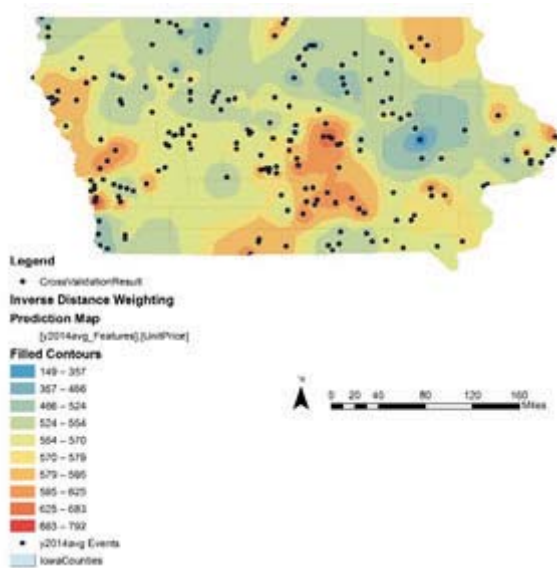 Legend
CrossValidationResult
Inverse Distance Weighting
Prediction Map
[y2014avg_Features].[UnitPrice]
Filled Contours
149 – 357
357 – 466
466 – 524
524 – 554
554 – 570
570 – 579
579 – 595
595 – 625
625 – 683
683 – 792
y2014avg Events
IowaCounties
N
0 20 40 80 120 160
Miles